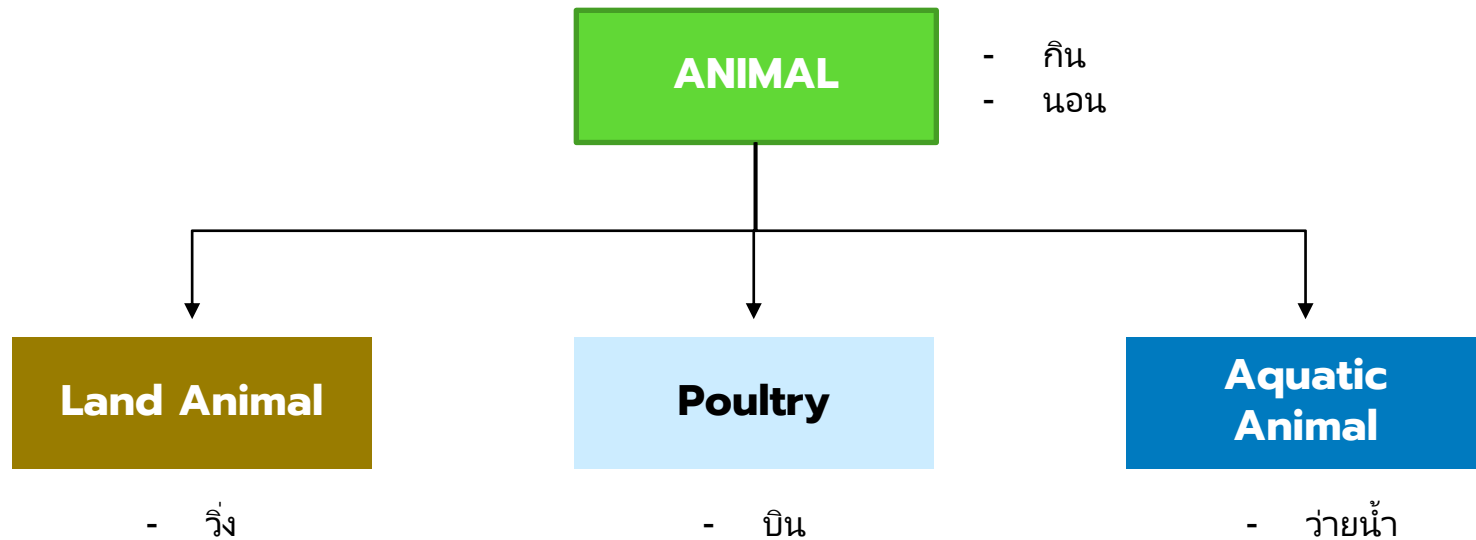 ANIMAL
- กิน
- นอน
Land Animal
Poultry
Aquatic
Animal
- วิ่ง
- บิน
- ว่ายน้ำ